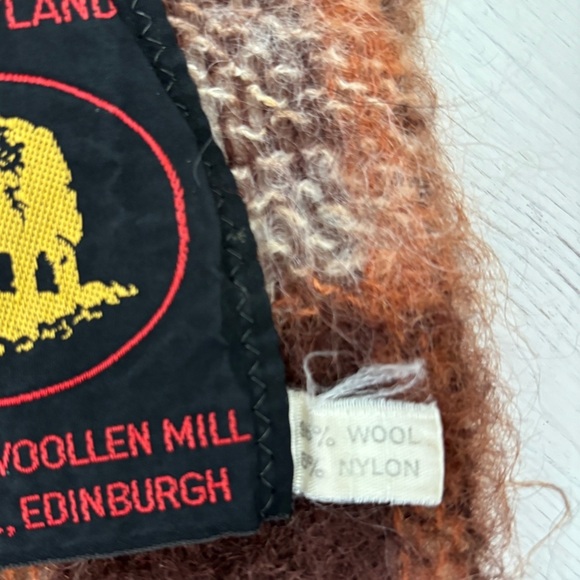 LAND
WOOLLEN MILL
., EDINBURGH
% WOOL
% NYLON